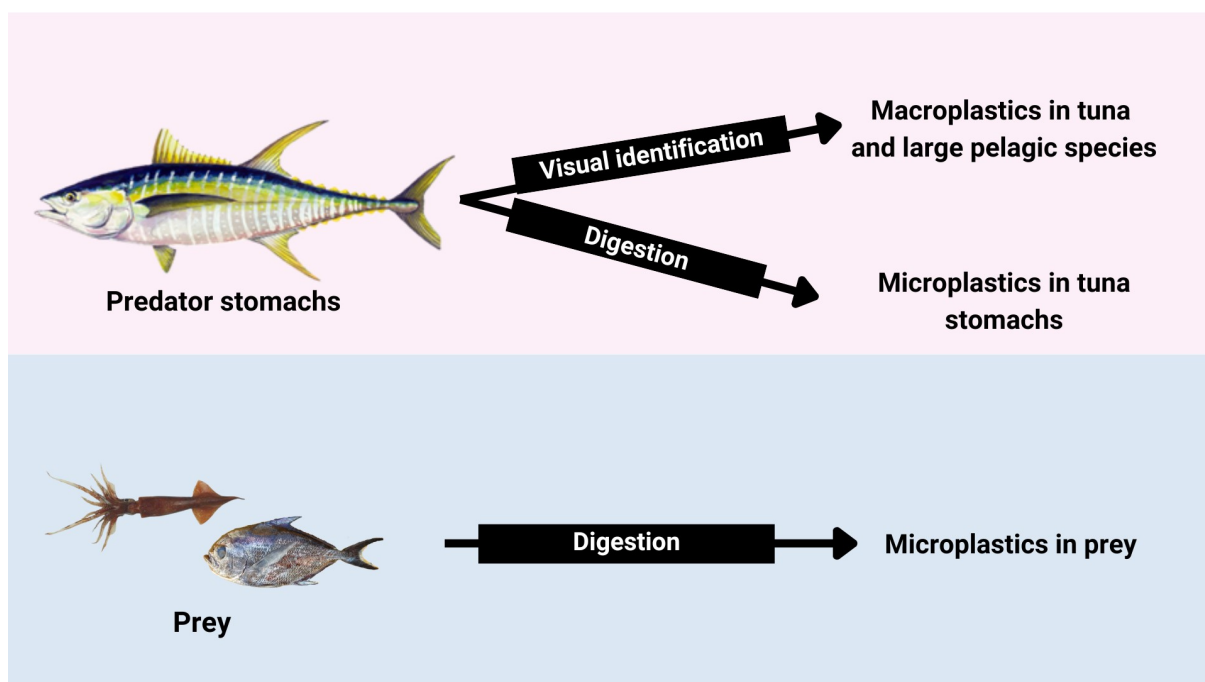 Visual identification
Macroplastics in tuna
and large pelagic species
Digestion
Predator stomachs
Microplastics in tuna
stomachs
Digestion
Microplastics in prey
Prey